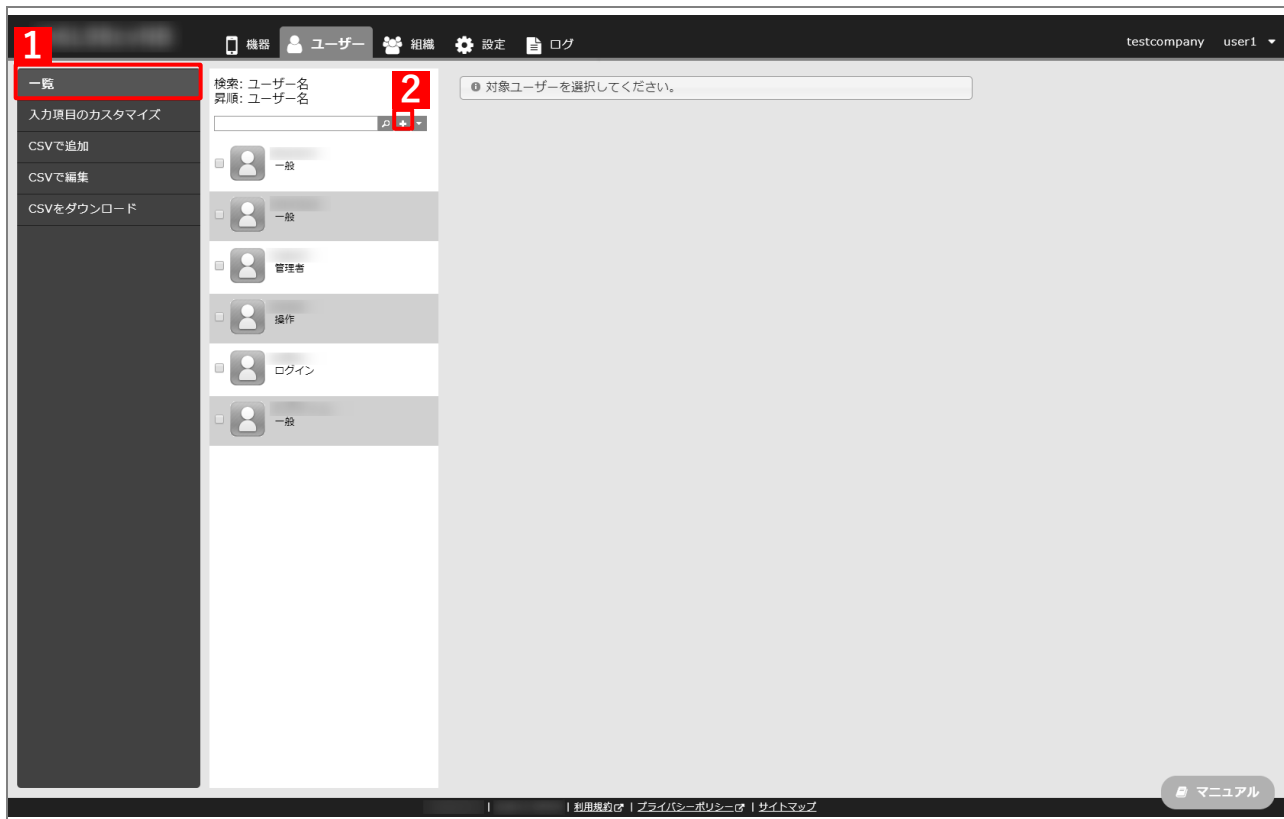 1
機器 ユーザー 組織 設定 ログ testcompany user1
一覧
入力項目のカスタマイズ
CSVで追加
CSVで編集
CSVをダウンロード
検索: ユーザー名
昇順: ユーザー名
2
一般
一般
管理者
操作
ログイン
一般
対象ユーザーを選択してください。
マニュアル
| | 利用規約 | プライバシーポリシー | サイトマップ